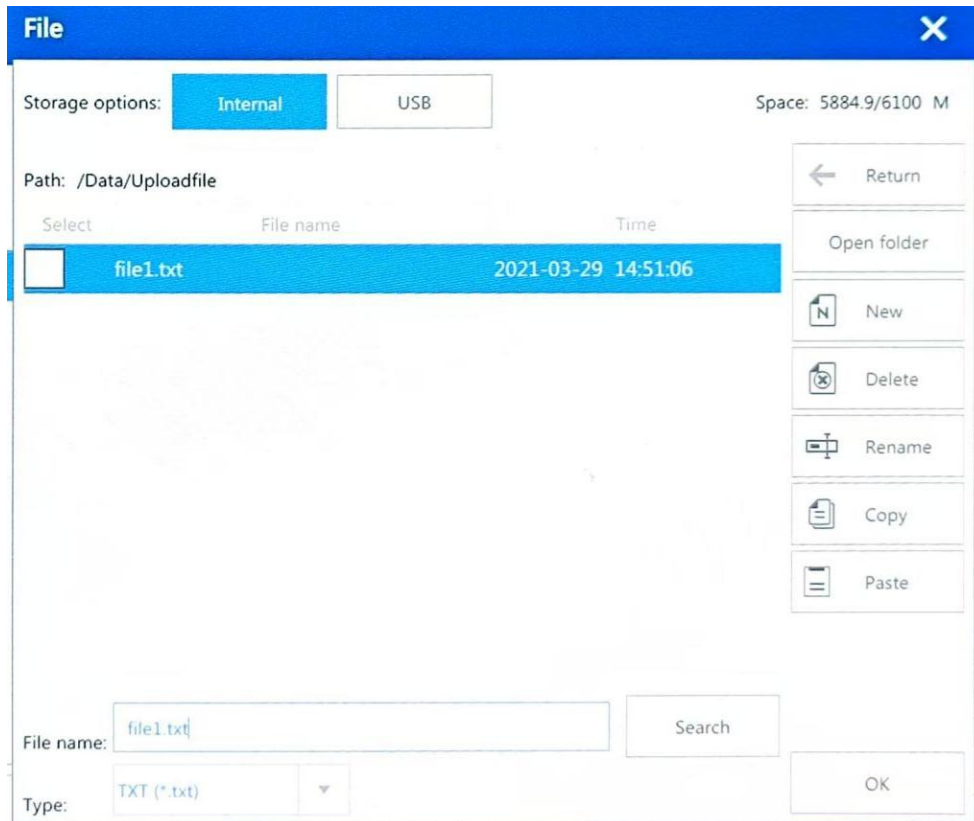 File
Storage options: Internal USB Space: 5884.9/6100 M
Path: /Data/Uploadfile
Return
Select File name Time
Open folder
file1.txt 2021-03-29 14:51:06
N New
Delete
Rename
Copy
Paste
File name: file1.txt Search
Type: TXT (*.txt) OK